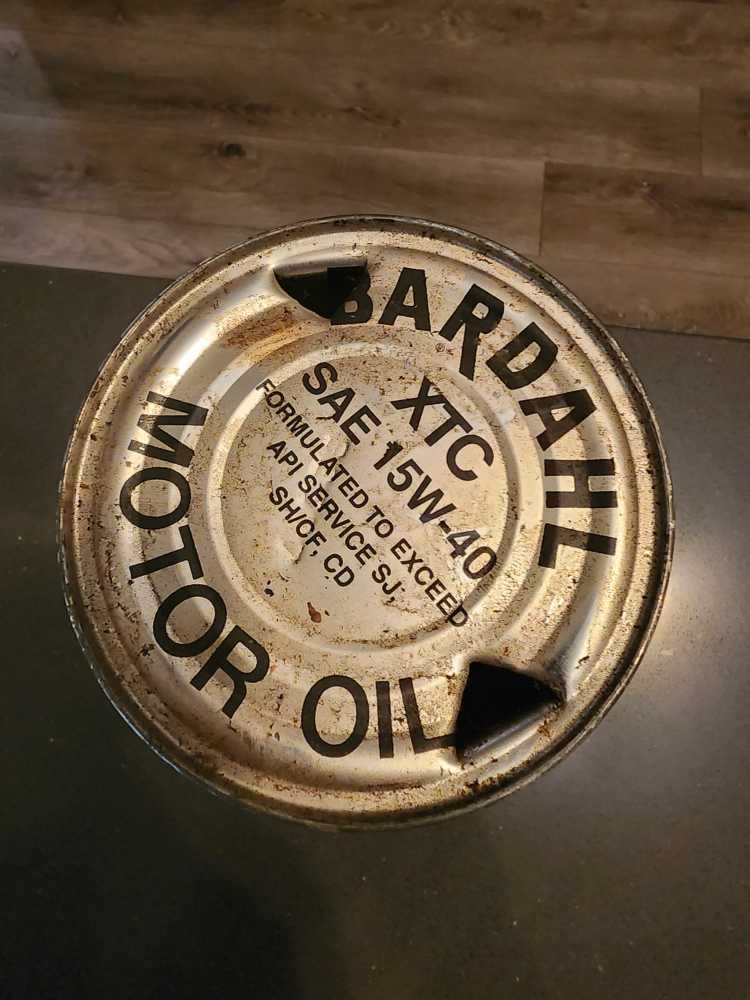 BARDAHL
XTC
SAE 15W-40
FORMULATED TO EXCEED
API SERVICE SJ,
SH/CF, CD
MOTOR OIL